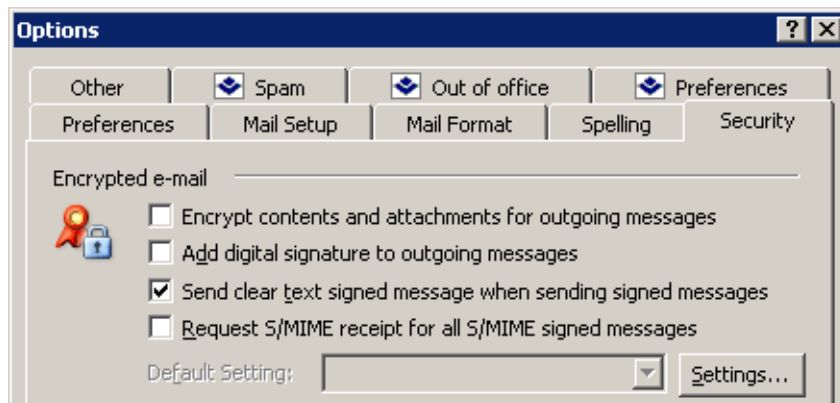 Options
Other Spam Out of office Preferences
Preferences Mail Setup Mail Format Spelling Security
Encrypted e-mail
Encrypt contents and attachments for outgoing messages
Add digital signature to outgoing messages
Send clear text signed message when sending signed messages
Request S/MIME receipt for all S/MIME signed messages
Default Setting: Settings...